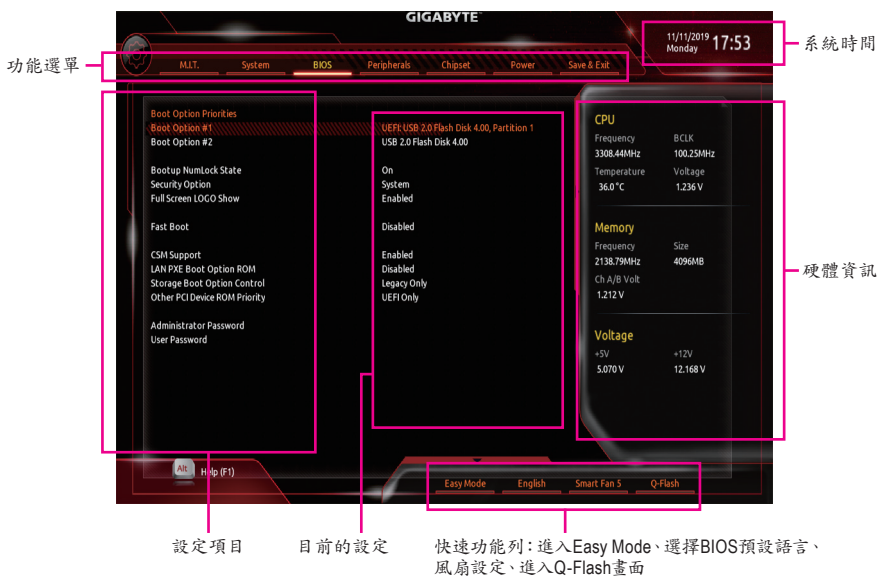 GIGABYTE
11/11/2019
Monday
17:53
系統時間
功能選單
M.I.T. System BIOS Peripherals Chipset Power Save & Exit
Boot Option Priorities
Boot Option #1 UEFI: USB 2.0 Flash Disk 4.00, Partition 1
Boot Option #2 USB 2.0 Flash Disk 4.00
Bootup NumLock State On
Security Option System
Full Screen LOGO Show Enabled
Fast Boot Disabled
CSM Support Enabled
LAN PXE Boot Option ROM Disabled
Storage Boot Option Control Legacy Only
Other PCI Device ROM Priority UEFI Only
Administrator Password
User Password
CPU
Frequency BCLK
3308.44MHz 100.25MHz
Temperature Voltage
36.0 °C 1.236 V
Memory
Frequency Size
2138.79MHz 4096MB
Ch A/B Volt
1.212 V
Voltage
+5V +12V
5.070 V 12.168 V
硬體資訊
Alt Help (F1)
Easy Mode English Smart Fan 5 Q-Flash
設定項目
目前的設定
快速功能列：進入Easy Mode、選擇BIOS預設語言、
風扇設定、進入Q-Flash畫面